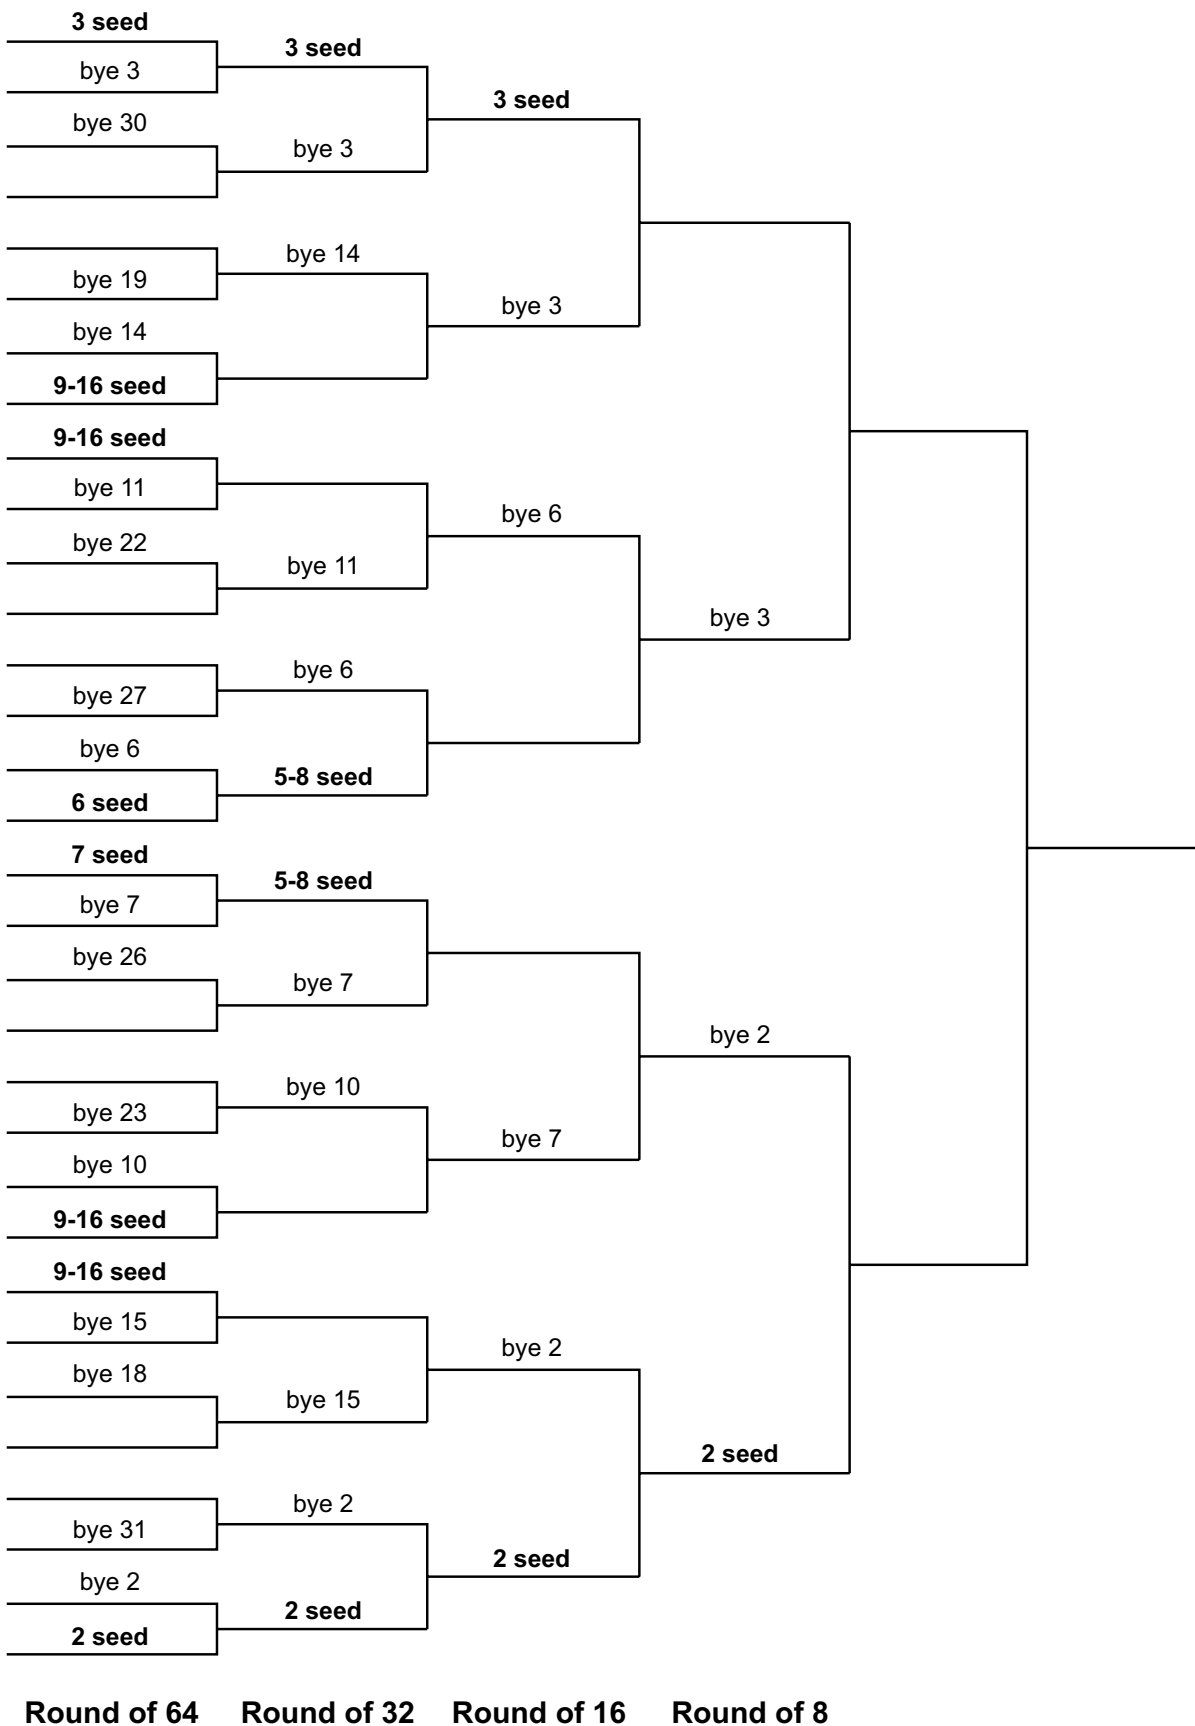 3 seed
3 seed
bye 3
3 seed
bye 30
bye 3
bye 14
bye 19
bye 3
bye 14
9-16 seed
9-16 seed
bye 11
bye 6
bye 22
bye 11
bye 3
bye 6
bye 27
bye 6
5-8 seed
6 seed
7 seed
5-8 seed
bye 7
bye 26
bye 7
bye 2
bye 10
bye 23
bye 7
bye 10
9-16 seed
9-16 seed
bye 15
bye 2
bye 18
bye 15
2 seed
bye 2
bye 31
2 seed
bye 2
2 seed
2 seed
Round of 64 Round of 32 Round of 16 Round of 8